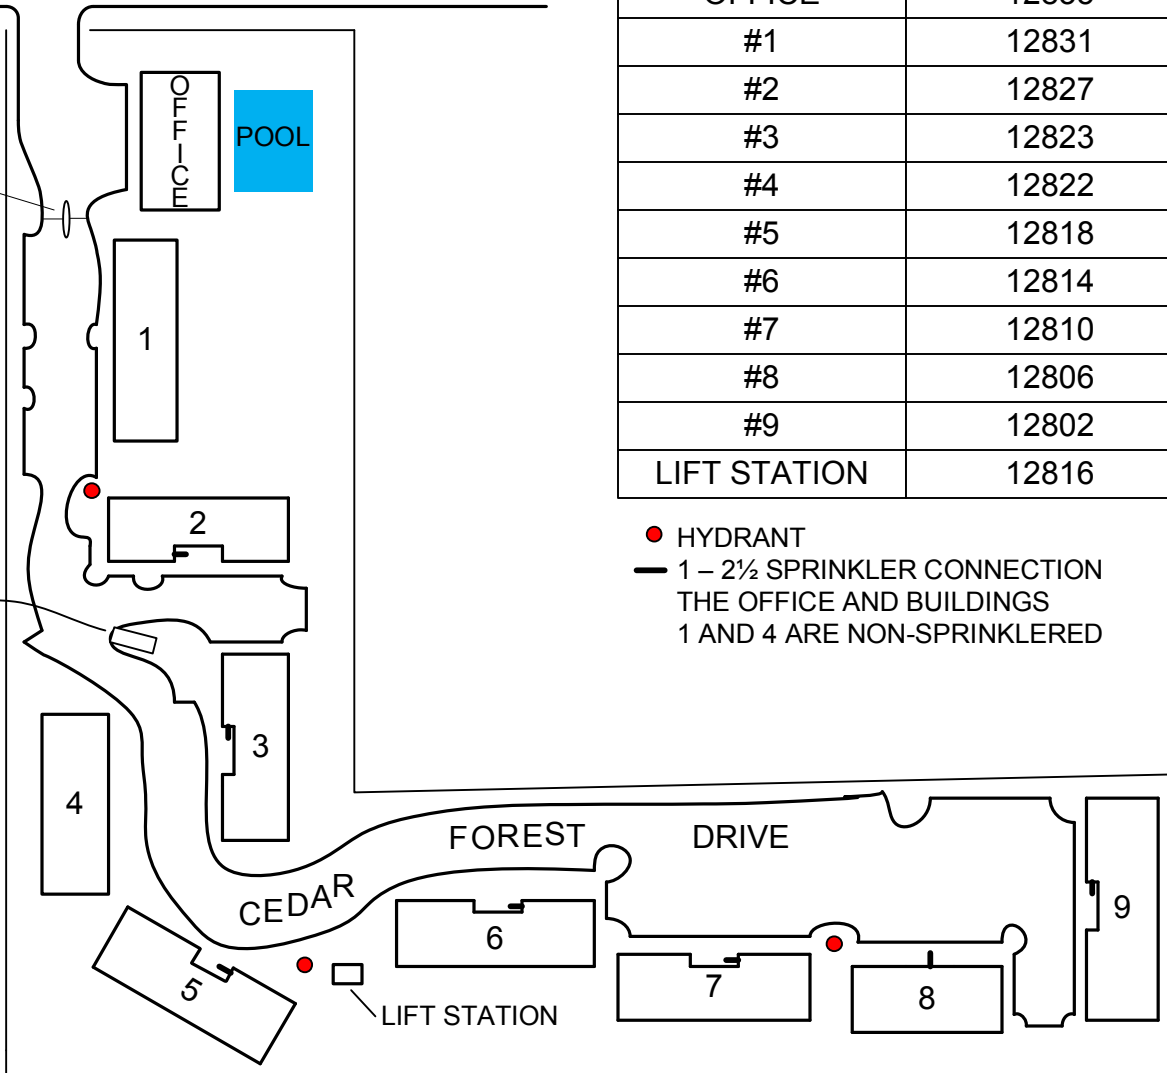 OFFICE
POOL
1
2
3
4
5
6
7
8
9
CEDAR FOREST DRIVE
LIFT STATION
#1 12831
#2 12827
#3 12823
#4 12822
#5 12818
#6 12814
#7 12810
#8 12806
#9 12802
LIFT STATION 12816
HYDRANT
1 – 2½ SPRINKLER CONNECTION
THE OFFICE AND BUILDINGS
1 AND 4 ARE NON-SPRINKLERED